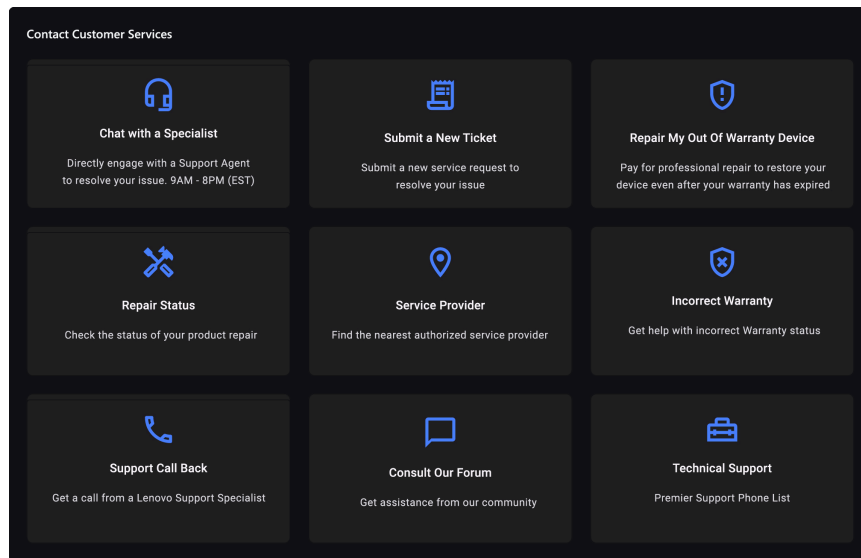 Contact Customer Services
Chat with a Specialist
Directly engage with a Support Agent
to resolve your issue. 9AM - 8PM (EST)
Submit a New Ticket
Submit a new service request to
resolve your issue
Repair My Out Of Warranty Device
Pay for professional repair to restore your
device even after your warranty has expired
Repair Status
Check the status of your product repair
Service Provider
Find the nearest authorized service provider
Incorrect Warranty
Get help with incorrect Warranty status
Support Call Back
Get a call from a Lenovo Support Specialist
Consult Our Forum
Get assistance from our community
Technical Support
Premier Support Phone List